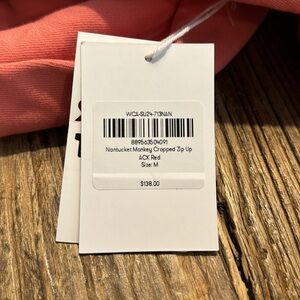 WCA-SU24-713NAN
889563504091
Nantucket Monkey Cropped Zip Up
ACK Red
Size: M
$138.00